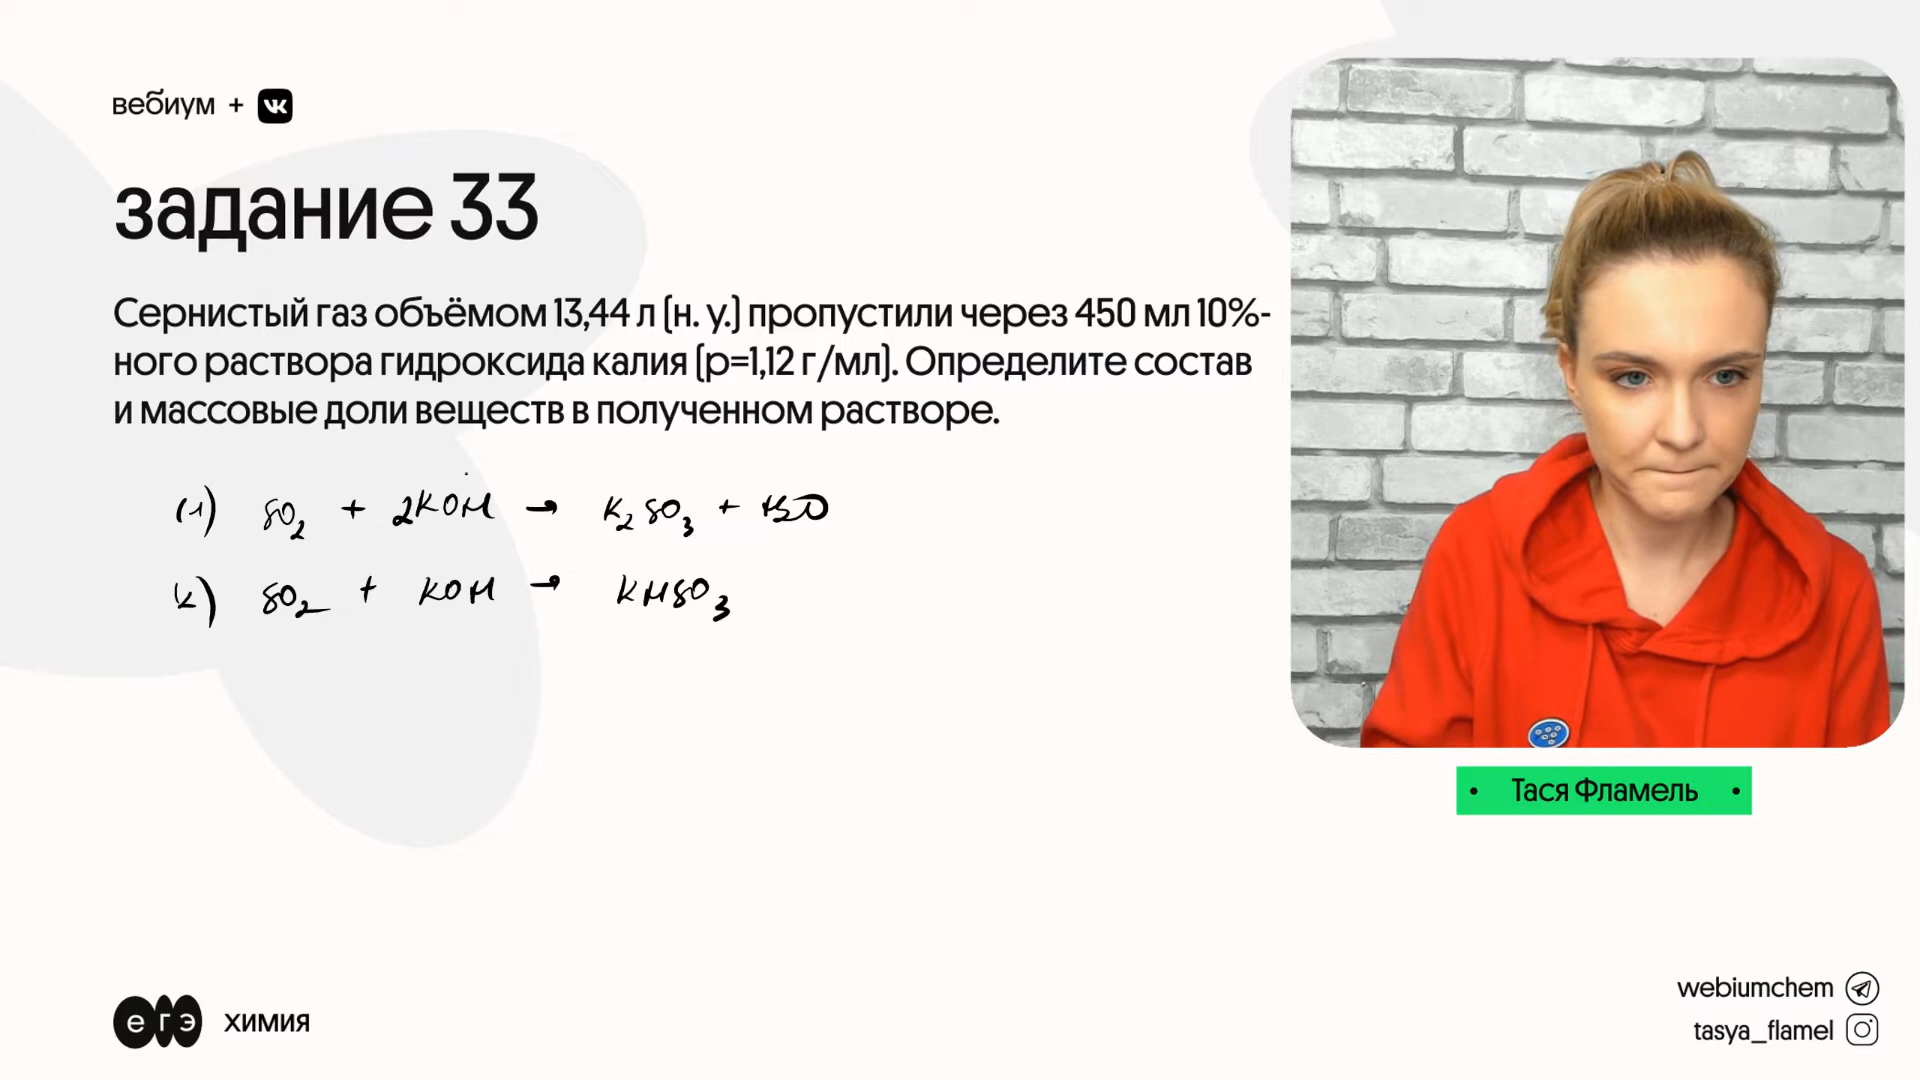 вебиум +
задание 33
Сернистый газ объёмом 13,44 л (н. у.) пропустили через 450 мл 10%-
ного раствора гидроксида калия (p=1,12 г/мл). Определите состав
и массовые доли веществ в полученном растворе.
(1) SO₂ + 2KOH → K₂SO₃ + H₂O
2) SO₂ + KOH → KHSO₃
• Тася Фламель •
егэ химия
webiumchem
tasya_flamel